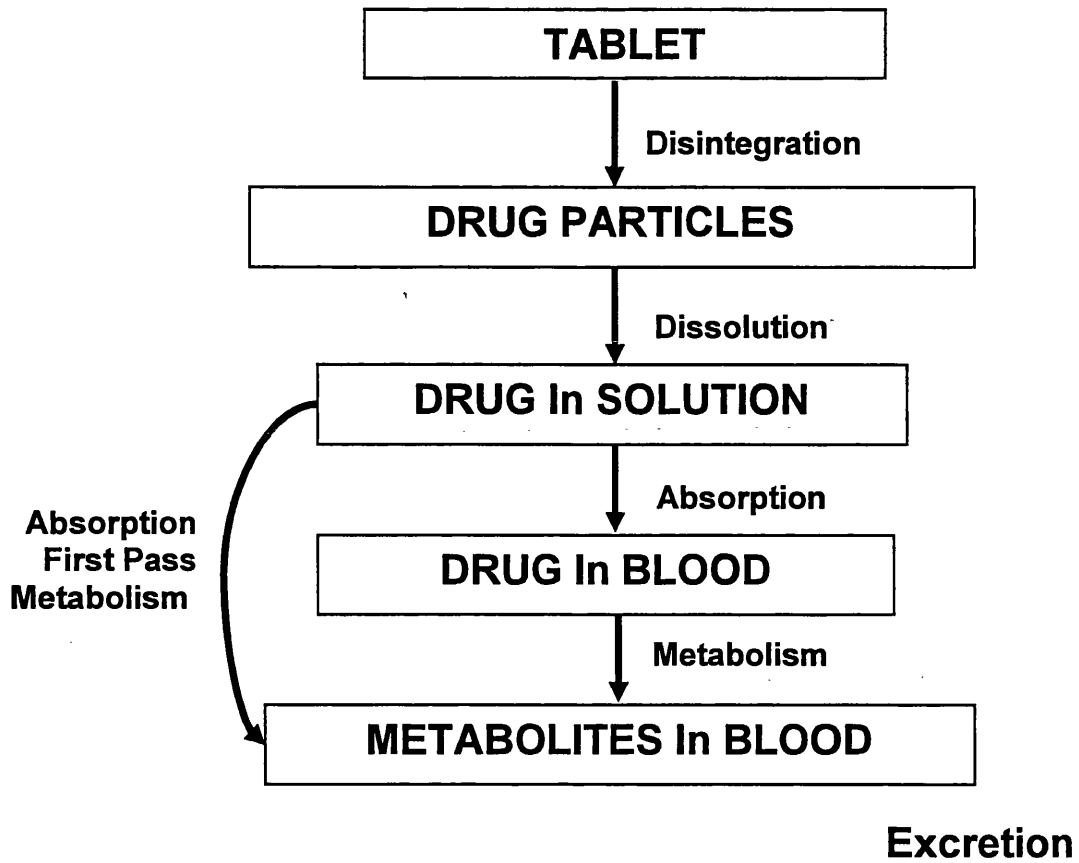 TABLET
Disintegration
DRUG PARTICLES
Dissolution
DRUG In SOLUTION
Absorption
Absorption
First Pass
Metabolism
DRUG In BLOOD
Metabolism
METABOLITES In BLOOD
Excretion